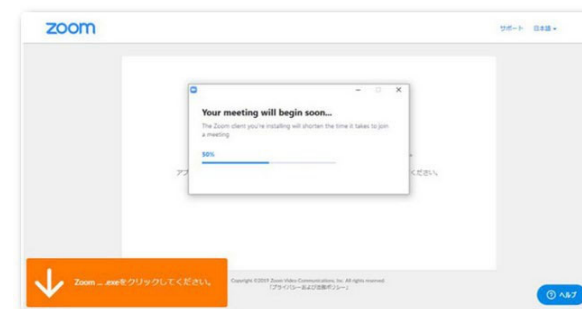 zoom
サポート 日本語
Your meeting will begin soon...
The Zoom client you're installing will shorten the time it takes to join
a meeting
50%
アプ
ください。
Zoom ... .exeをクリックしてください。
Copyright ©2019 Zoom Video Communications, Inc. All rights reserved.
「プライバシーおよび法務ポリシー」
ヘルプ